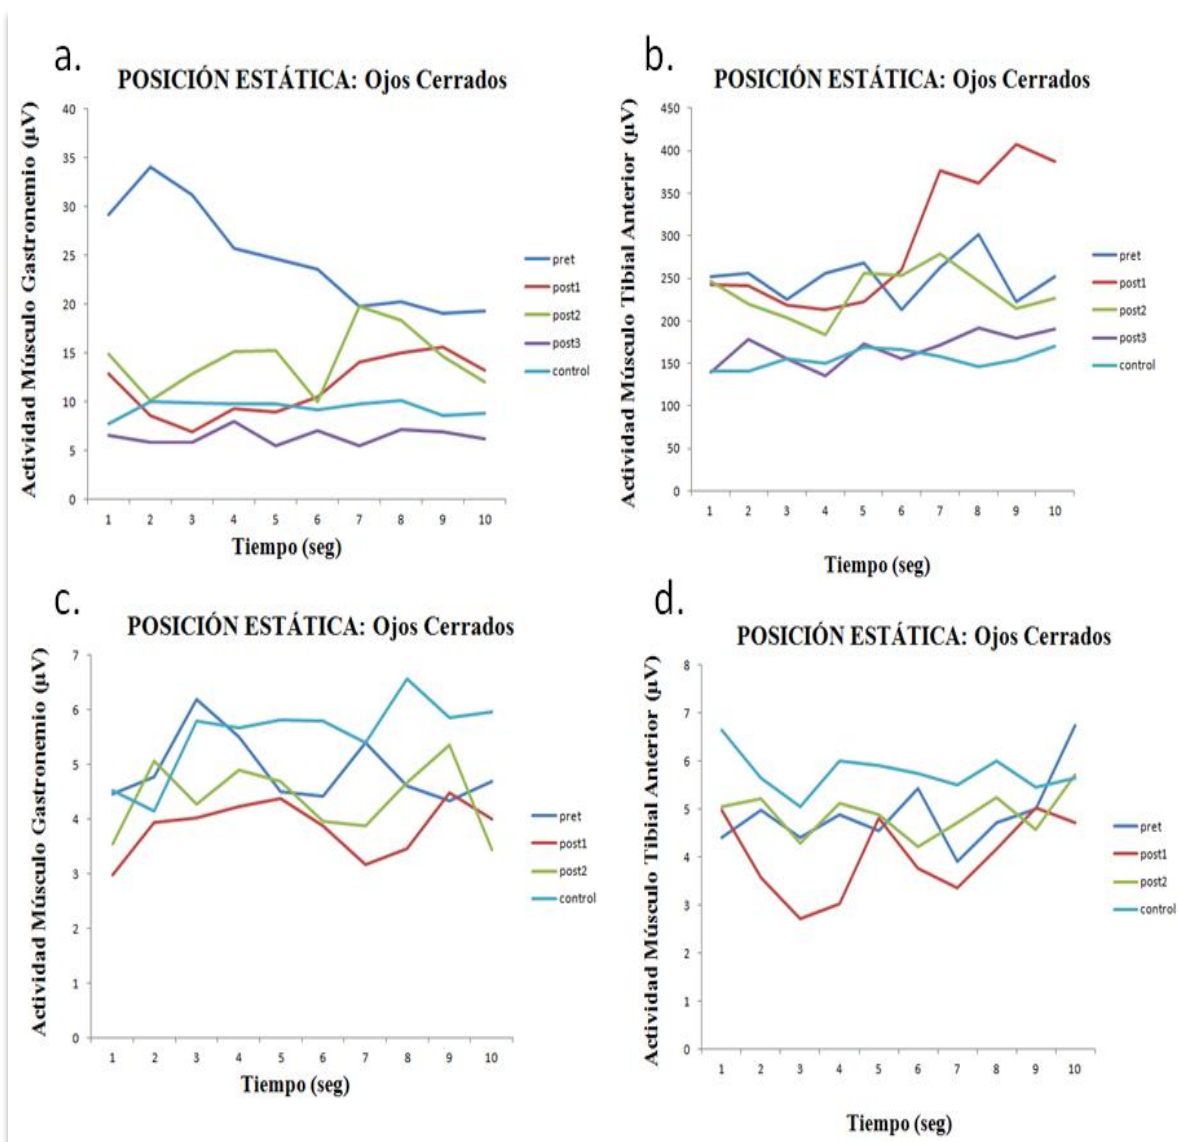 a.
POSICIÓN ESTÁTICA: Ojos Cerrados
Actividad Músculo Gastronemio (µV)
40
35
30
25
20
15
10
5
0
1 2 3 4 5 6 7 8 9 10
Tiempo (seg)
pret
post1
post2
post3
control
b.
POSICIÓN ESTÁTICA: Ojos Cerrados
Actividad Músculo Tibial Anterior (µV)
450
400
350
300
250
200
150
100
50
0
1 2 3 4 5 6 7 8 9 10
Tiempo (seg)
pret
post1
post2
post3
control
c.
POSICIÓN ESTÁTICA: Ojos Cerrados
Actividad Músculo Gastronemio (µV)
7
6
5
4
3
2
1
0
1 2 3 4 5 6 7 8 9 10
Tiempo (seg)
pret
post1
post2
control
d.
POSICIÓN ESTÁTICA: Ojos Cerrados
Actividad Músculo Tibial Anterior (µV)
8
7
6
5
4
3
2
1
0
1 2 3 4 5 6 7 8 9 10
Tiempo (seg)
pret
post1
post2
control